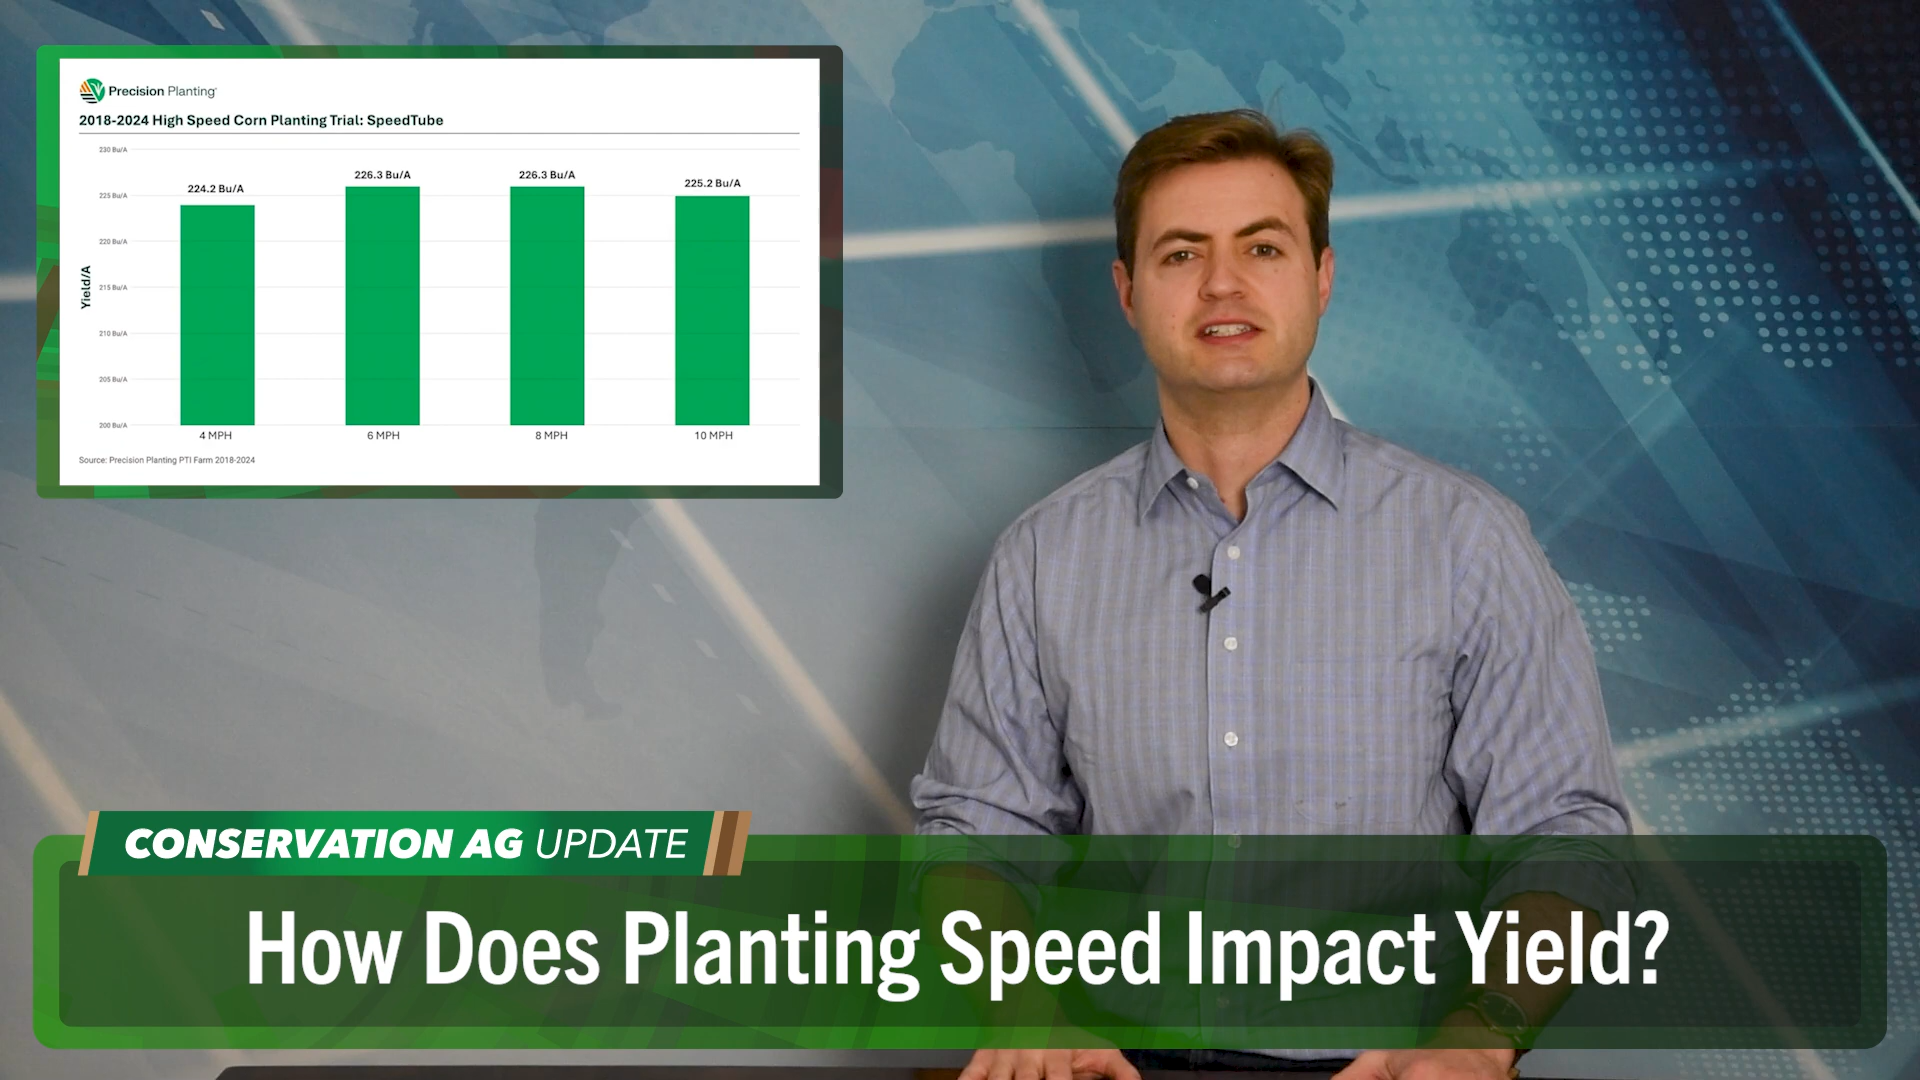 Precision Planting
2018-2024 High Speed Corn Planting Trial: SpeedTube
230 Bu/A
225 Bu/A
220 Bu/A
215 Bu/A
210 Bu/A
205 Bu/A
200 Bu/A
Yield/A
224.2 Bu/A
226.3 Bu/A
226.3 Bu/A
225.2 Bu/A
4 MPH 6 MPH 8 MPH 10 MPH
Source: Precision Planting PTI Farm 2018-2024
CONSERVATION AG UPDATE
How Does Planting Speed Impact Yield?